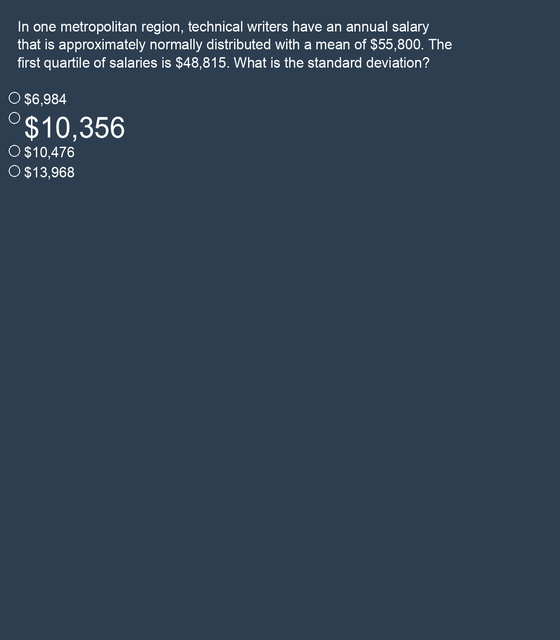 In one metropolitan region, technical writers have an annual salary
that is approximately normally distributed with a mean of $55,800. The
first quartile of salaries is $48,815. What is the standard deviation?
$6,984
$10,356
$10,476
$13,968